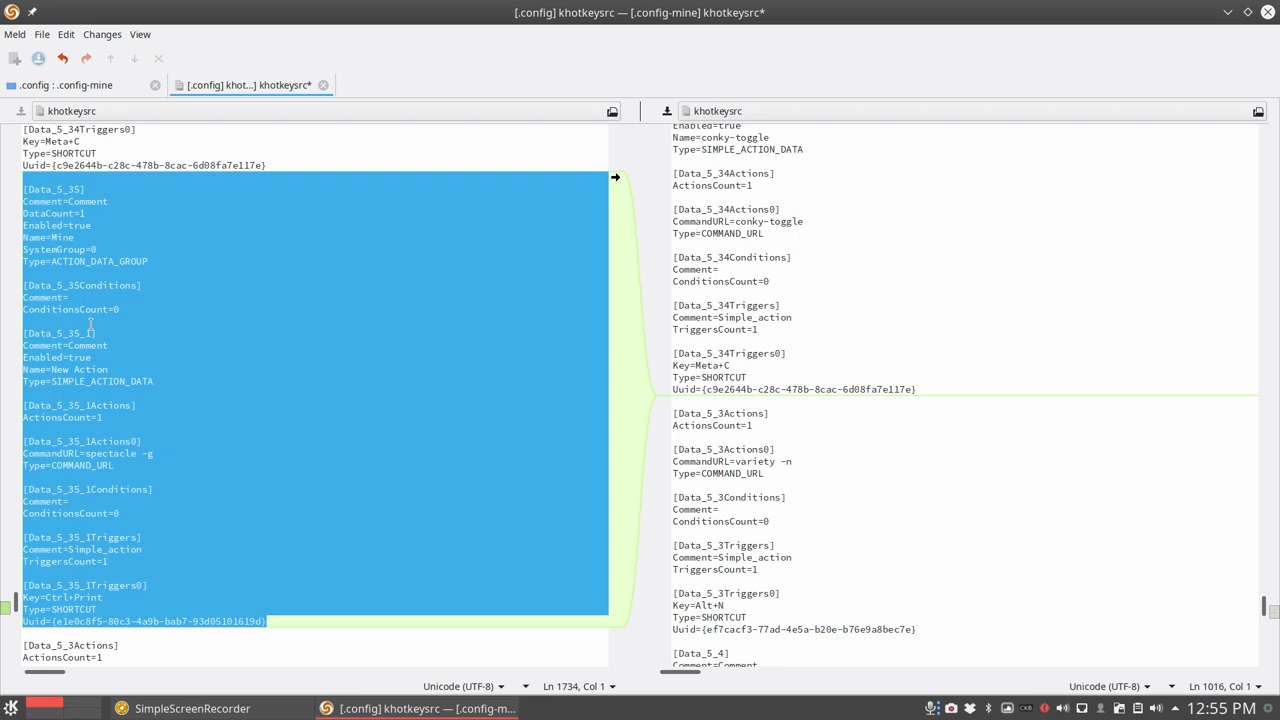 [.config] khotkeysrc — [.config-mine] khotkeysrc*
Meld File Edit Changes View
.config : .config-mine
[.config] khot...] khotkeysrc*
khotkeysrc
[Data_5_34Triggers0]
Key=Meta+C
Type=SHORTCUT
Uuid={c9e2644b-c28c-478b-8cac-6d08fa7e117e}
[Data_5_35]
Comment=Comment
DataCount=1
Enabled=true
Name=Mine
SystemGroup=0
Type=ACTION_DATA_GROUP
[Data_5_35Conditions]
Comment=
ConditionsCount=0
[Data_5_35_1]
Comment=Comment
Enabled=true
Name=New Action
Type=SIMPLE_ACTION_DATA
[Data_5_35_1Actions]
ActionsCount=1
[Data_5_35_1Actions0]
CommandURL=spectacle -g
Type=COMMAND_URL
[Data_5_35_1Conditions]
Comment=
ConditionsCount=0
[Data_5_35_1Triggers]
Comment=Simple_action
TriggersCount=1
[Data_5_35_1Triggers0]
Key=Ctrl+Print
Type=SHORTCUT
Uuid={e1e0c8f5-80c3-4a9b-bab7-93d05101619d}
[Data_5_3Actions]
ActionsCount=1
Unicode (UTF-8) Ln 1734, Col 1
khotkeysrc
Enabled=true
Name=conky-toggle
Type=SIMPLE_ACTION_DATA
[Data_5_34Actions]
ActionsCount=1
[Data_5_34Actions0]
CommandURL=conky-toggle
Type=COMMAND_URL
[Data_5_34Conditions]
Comment=
ConditionsCount=0
[Data_5_34Triggers]
Comment=Simple_action
TriggersCount=1
[Data_5_34Triggers0]
Key=Meta+C
Type=SHORTCUT
Uuid={c9e2644b-c28c-478b-8cac-6d08fa7e117e}
[Data_5_3Actions]
ActionsCount=1
[Data_5_3Actions0]
CommandURL=variety -n
Type=COMMAND_URL
[Data_5_3Conditions]
Comment=
ConditionsCount=0
[Data_5_3Triggers]
Comment=Simple_action
TriggersCount=1
[Data_5_3Triggers0]
Key=Alt+N
Type=SHORTCUT
Uuid={ef7cacf3-77ad-4e5a-b20e-b76e9a8bec7e}
[Data_5_4]
Comment=Comment
Unicode (UTF-8) Ln 1016, Col 1
SimpleScreenRecorder
[.config] khotkeysrc — [.config-m...
12:55 PM